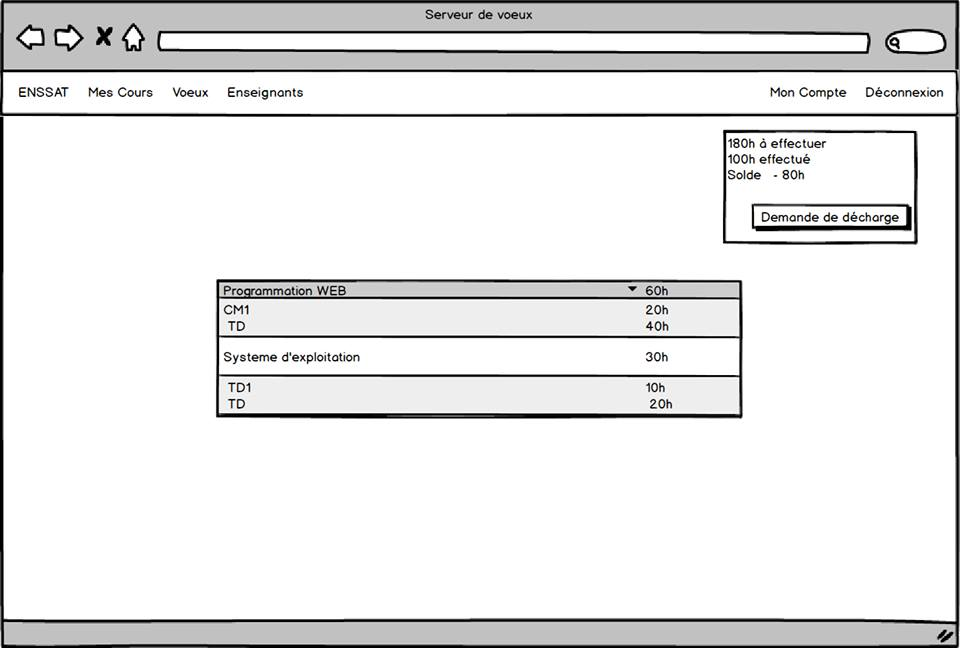 Serveur de voeux
ENSSAT Mes Cours Voeux Enseignants Mon Compte Déconnexion
180h à effectuer
100h effectué
Solde - 80h
Demande de décharge
Programmation WEB 60h
CM1 20h
TD 40h
Systeme d'exploitation 30h
TD1 10h
TD 20h